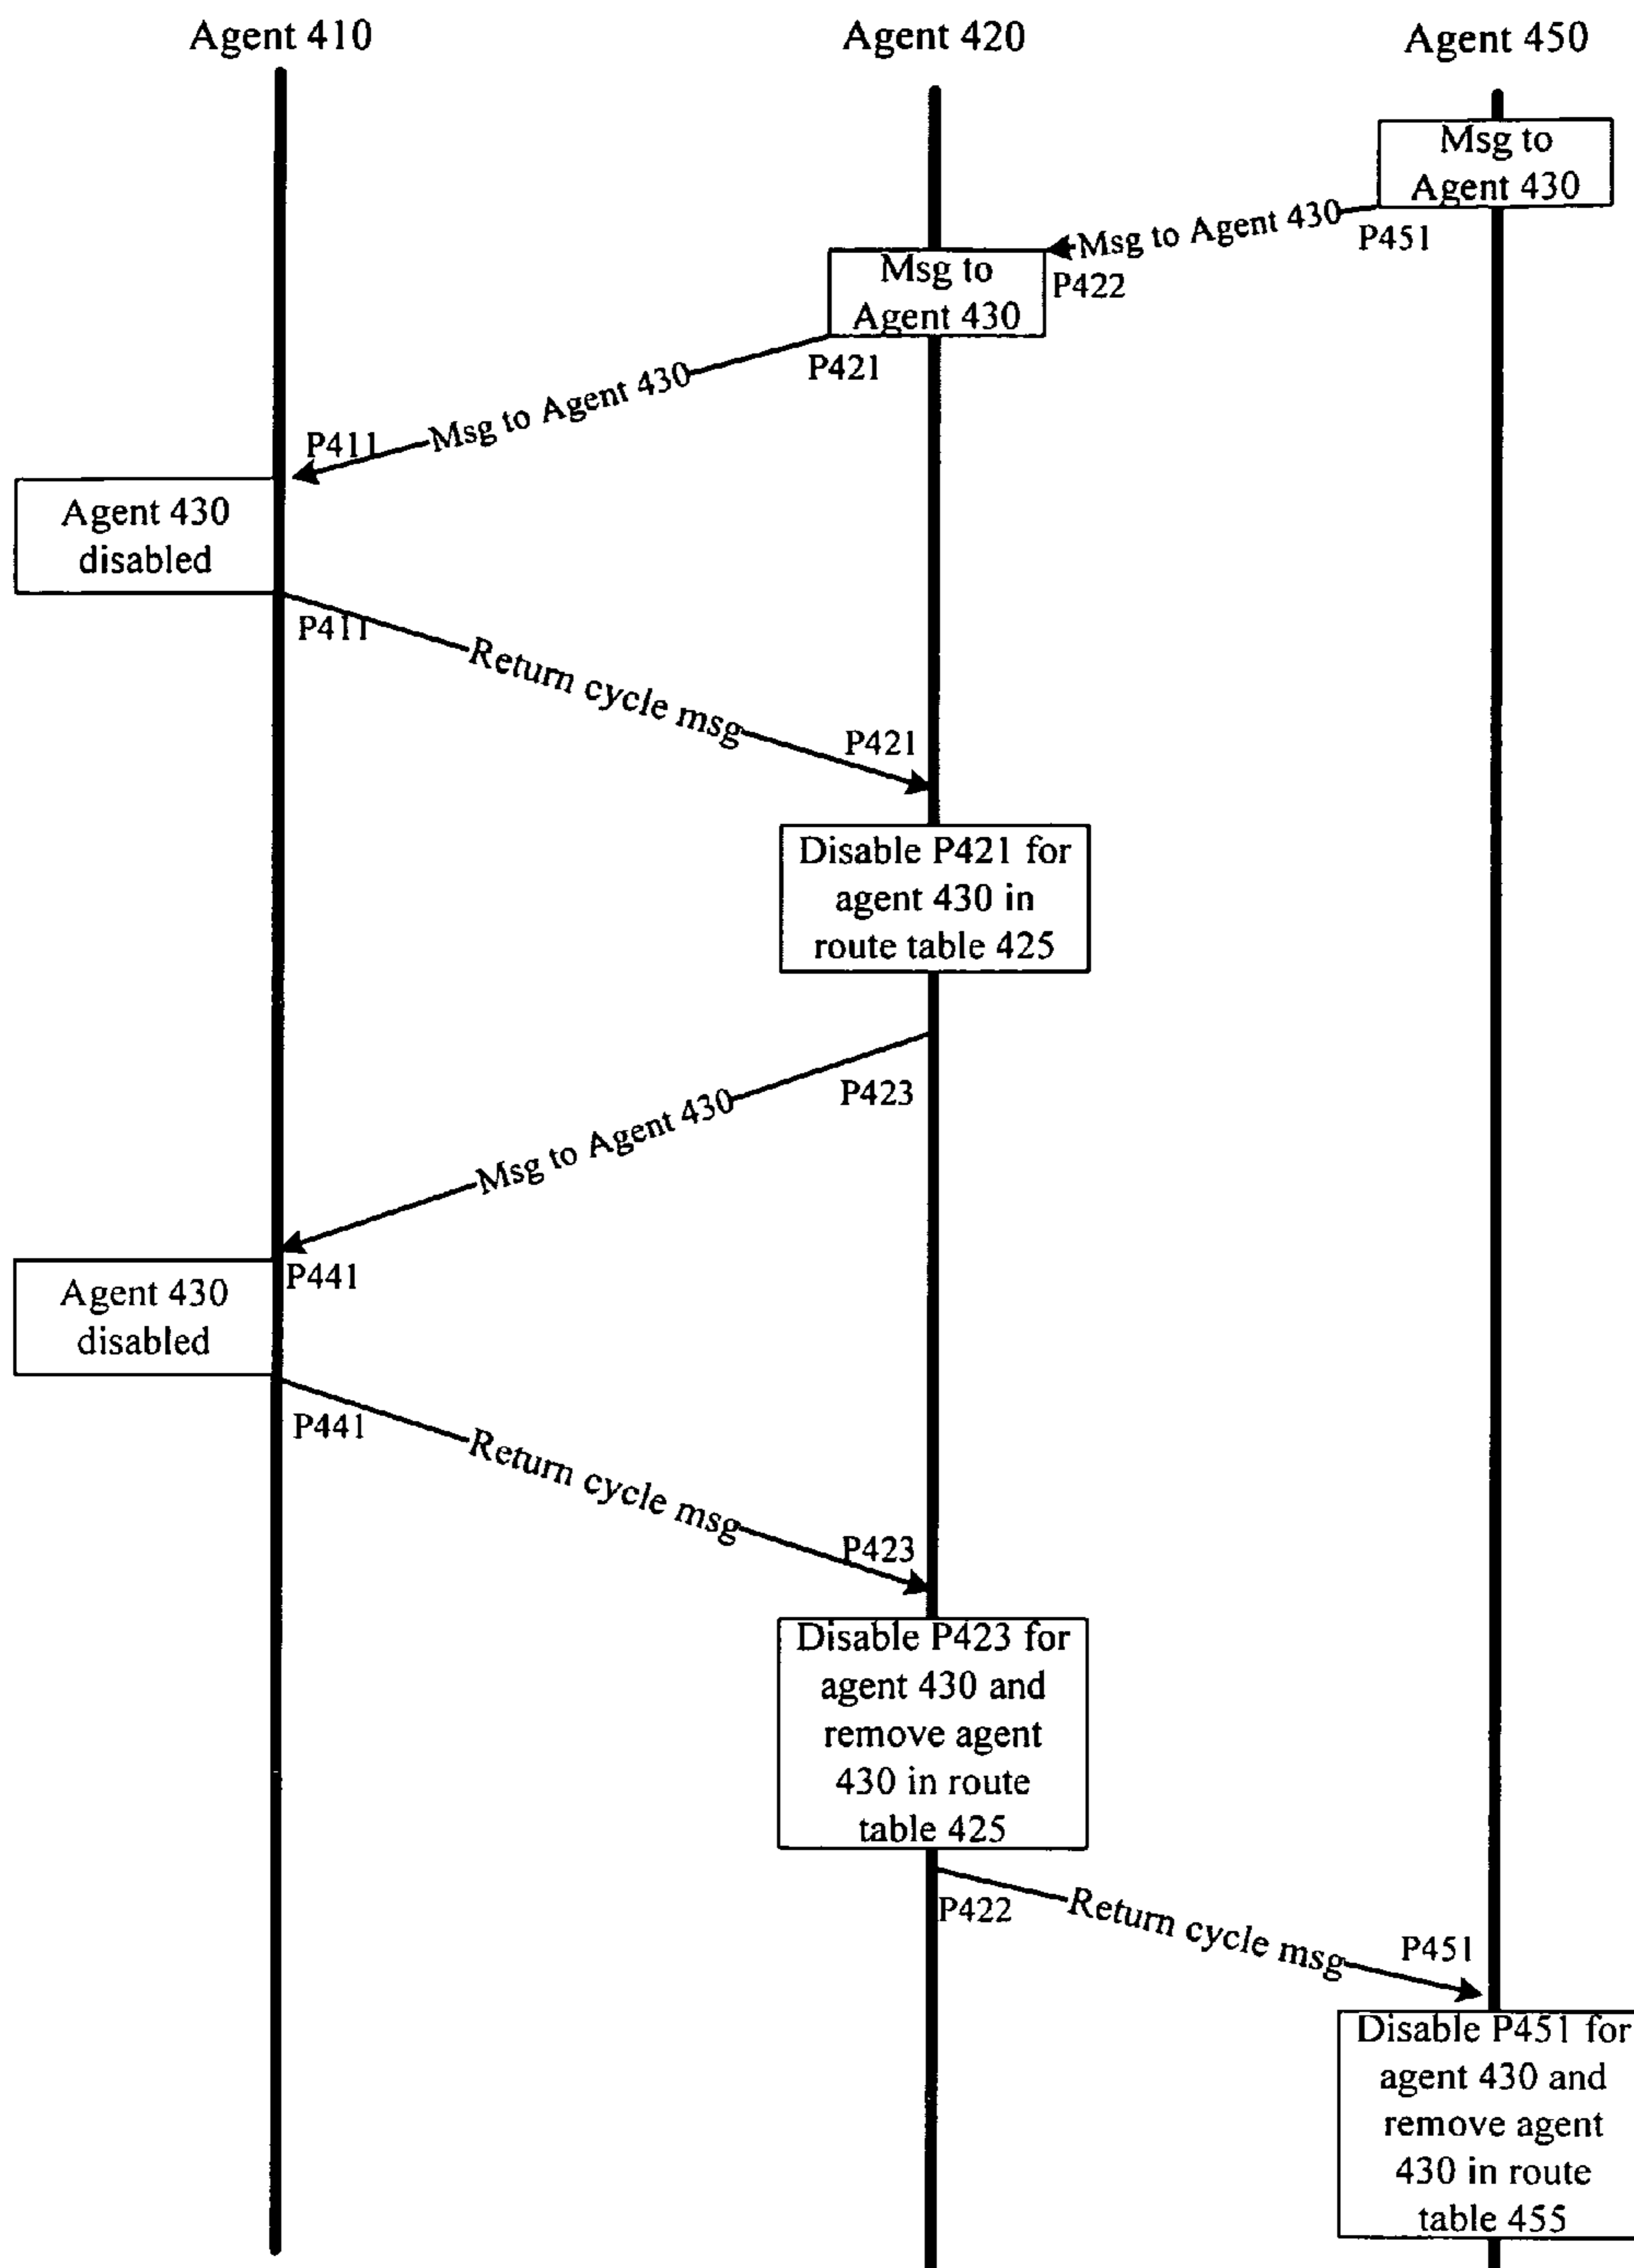 Agent 410
Agent 420
Agent 450
Msg to
Agent 430
P451
Msg to Agent 430
P422
Msg to
Agent 430
P421
Msg to Agent 430
P411
Agent 430
disabled
P411
Return cycle msg
P421
Disable P421 for
agent 430 in
route table 425
P423
Msg to Agent 430
P441
Agent 430
disabled
P441
Return cycle msg
P423
Disable P423 for
agent 430 and
remove agent
430 in route
table 425
P422
Return cycle msg
P451
Disable P451 for
agent 430 and
remove agent
430 in route
table 455